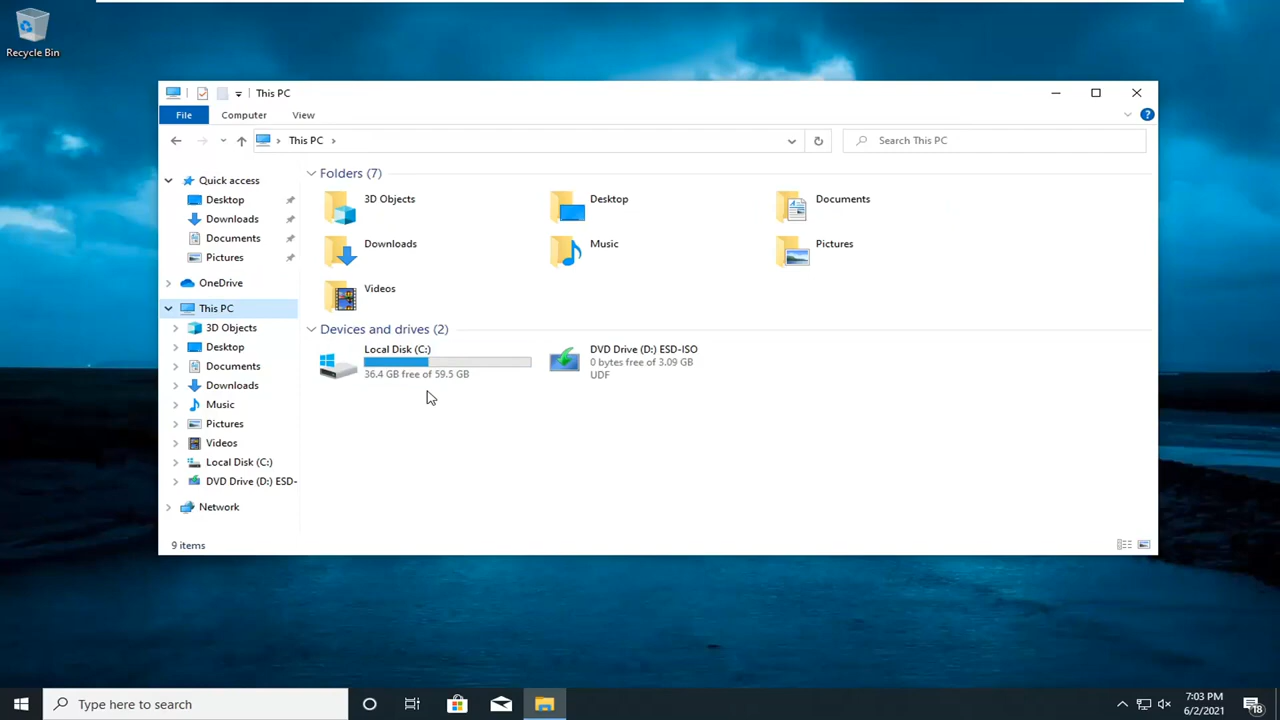 Recycle Bin
This PC
File
Computer
View
This PC
Search This PC
Quick access
Desktop
Downloads
Documents
Pictures
OneDrive
This PC
3D Objects
Desktop
Documents
Downloads
Music
Pictures
Videos
Local Disk (C:)
DVD Drive (D:) ESD-
Network
Folders (7)
3D Objects
Desktop
Documents
Downloads
Music
Pictures
Videos
Devices and drives (2)
Local Disk (C:)
36.4 GB free of 59.5 GB
DVD Drive (D:) ESD-ISO
0 bytes free of 3.09 GB
UDF
9 items
Type here to search
7:03 PM
6/2/2021
18